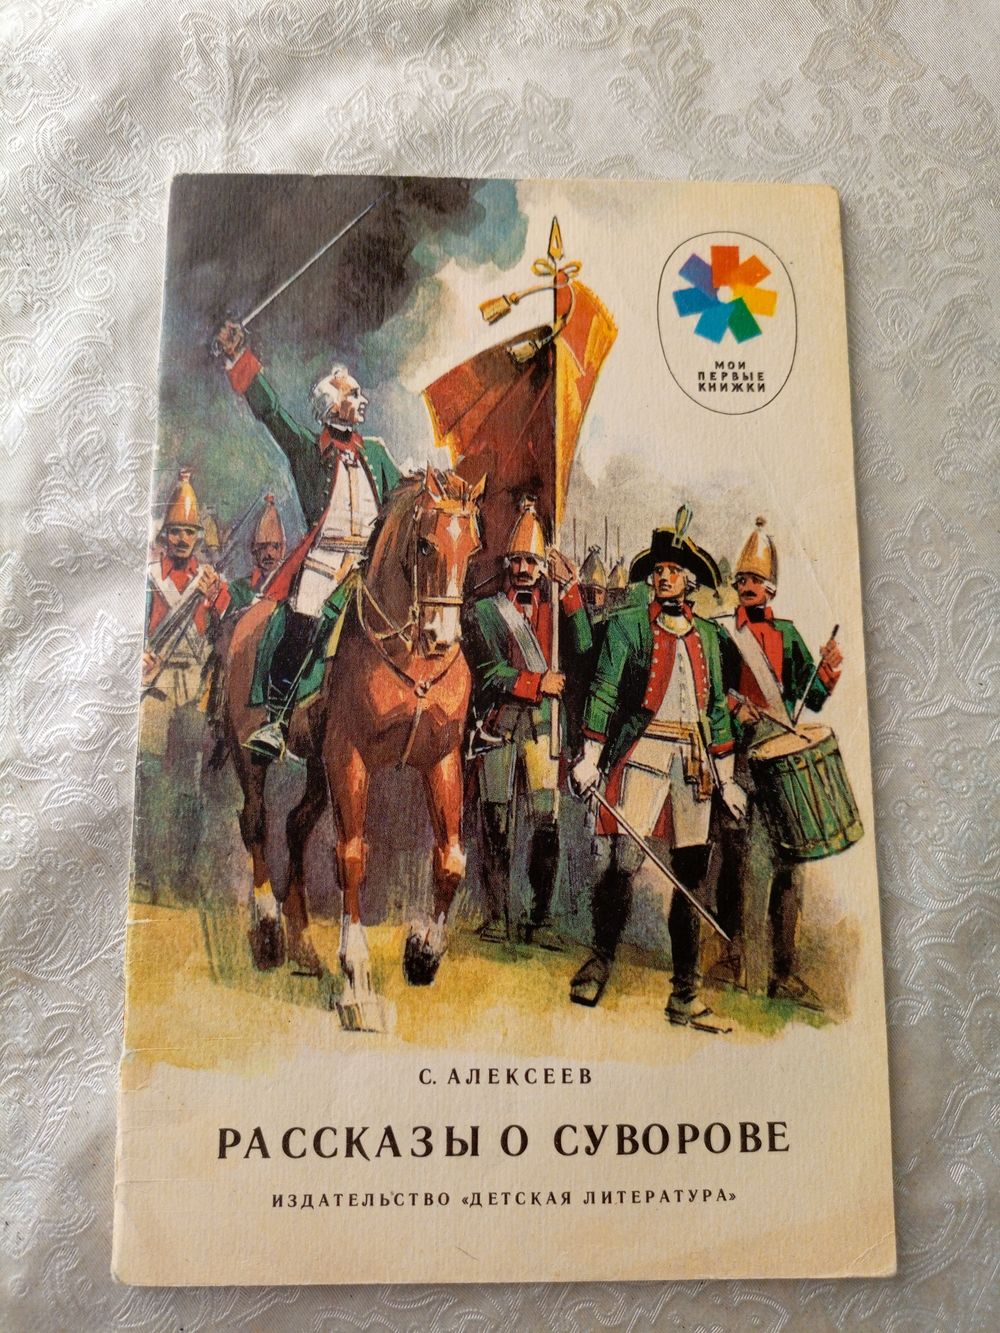 МОИ
ПЕРВЫЕ
КНИЖКИ
С. АЛЕКСЕЕВ
РАССКАЗЫ О СУВОРОВЕ
ИЗДАТЕЛЬСТВО «ДЕТСКАЯ ЛИТЕРАТУРА»